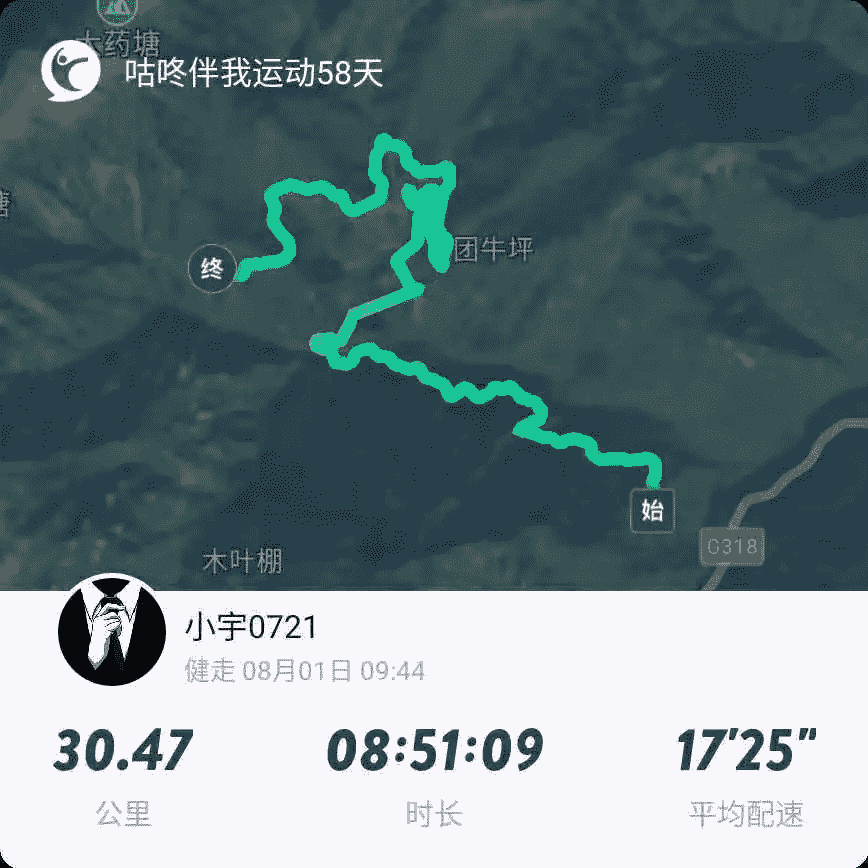 大药塘
咕咚伴我运动58天
塘
团牛坪
终
始
G318
木叶棚
小宇0721
健走 08月01日 09:44
30.47
08:51:09
17'25"
公里
时长
平均配速